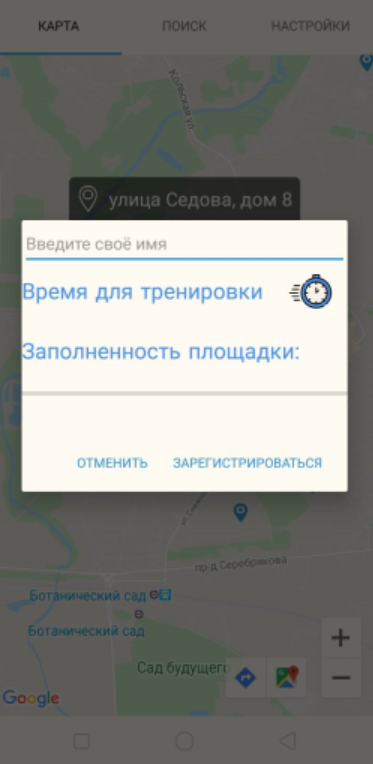 КАРТА
ПОИСК
НАСТРОЙКИ
Кольская ул.
улица Седова, дом 8
Введите своё имя
Время для тренировки
Заполненность площадки:
ОТМЕНИТЬ
ЗАРЕГИСТРИРОВАТЬСЯ
пр-д Серебрякова
Ботанический сад
Ботанический сад
Сад будущего
Google